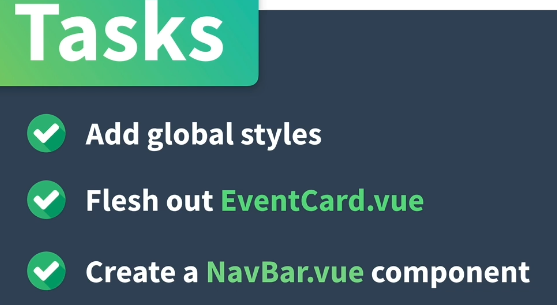 Tasks
Add global styles
Flesh out EventCard.vue
Create a NavBar.vue component